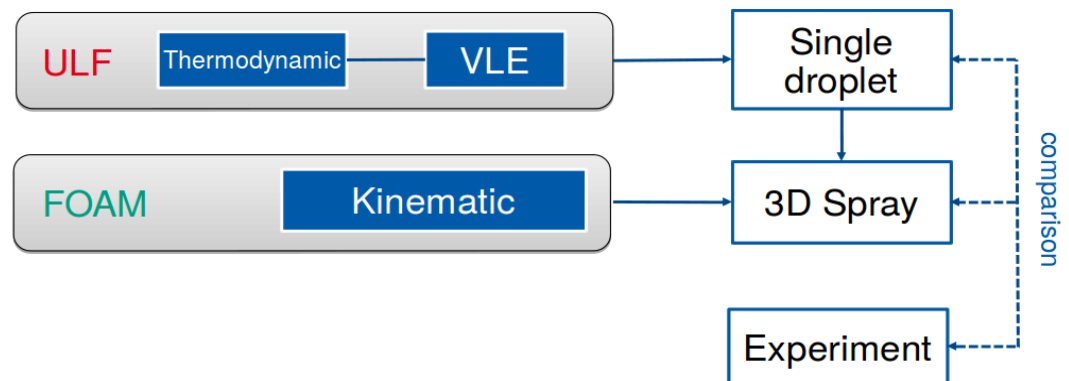 ULF
Thermodynamic
VLE
Single
droplet
comparison
FOAM
Kinematic
3D Spray
Experiment